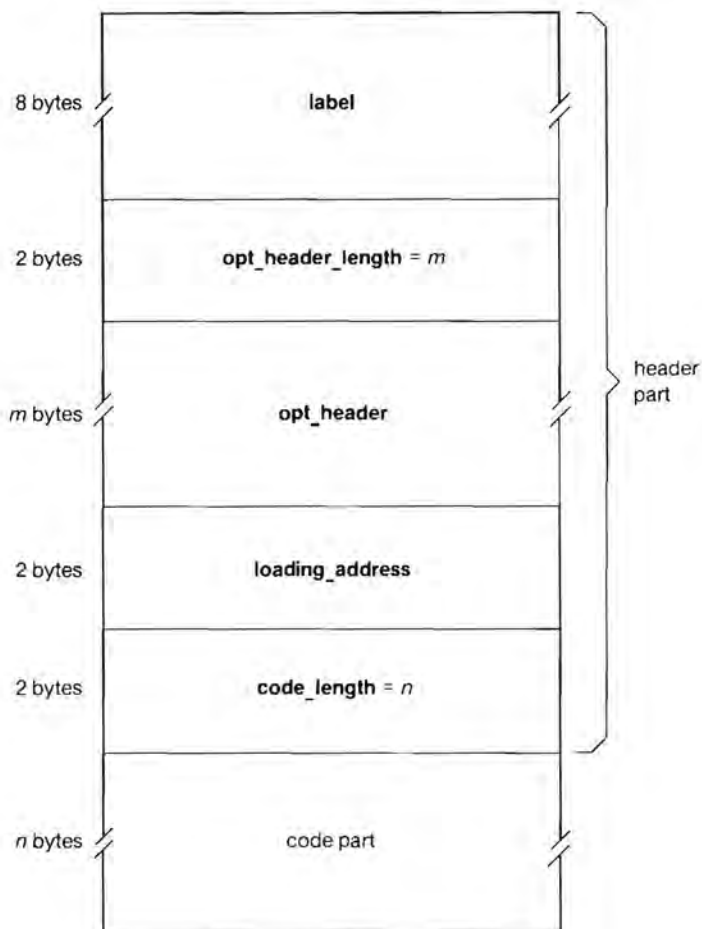 8 bytes label
2 bytes opt_header_length = m
m bytes opt_header
header
part
2 bytes loading_address
2 bytes code_length = n
n bytes code part